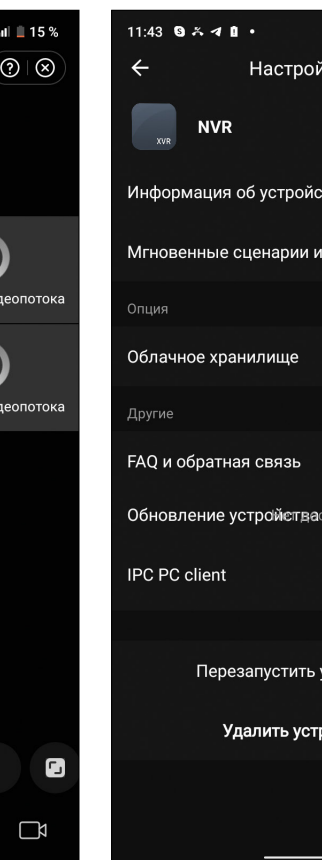 15 %
деопотока
деопотока
11:43
Настрой
XVR
NVR
Информация об устройс
Мгновенные сценарии и
Опция
Облачное хранилище
Другие
FAQ и обратная связь
Обновление устройства
IPC PC client
Перезапустить у
Удалить устр